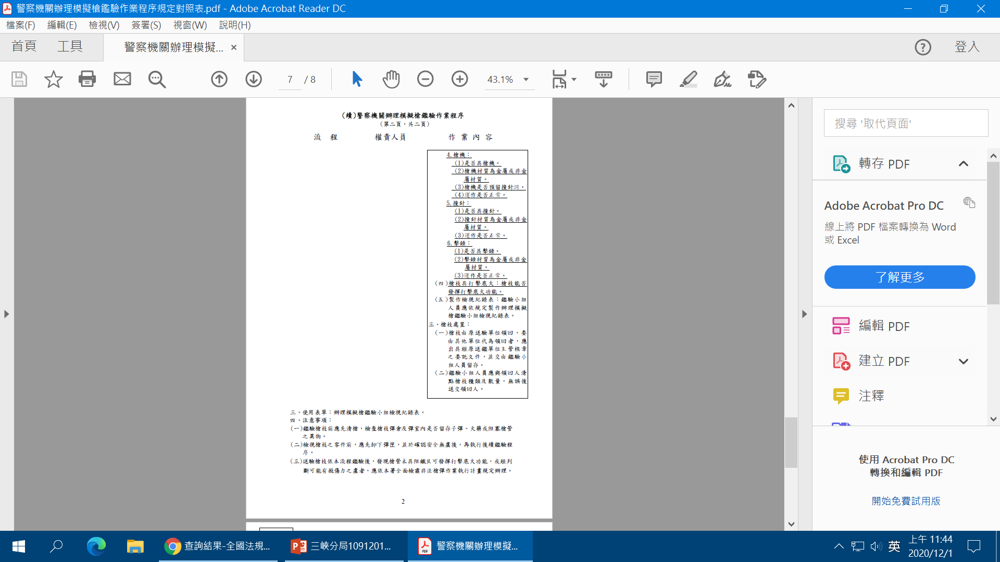 警察機關辦理模擬槍鑑驗作業程序規定對照表.pdf - Adobe Acrobat Reader DC
檔案(F) 編輯(E) 檢視(V) 簽署(S) 視窗(W) 說明(H)
首頁 工具 警察機關辦理模擬... × 登入
7 / 8 43.1%
(續)警察機關辦理模擬槍鑑驗作業程序
(第二頁，共二頁)
流 程 權責人員 作 業 內 容
4.槍機：
(1)是否具槍機。
(2)槍機材質為金屬或非金
屬材質。
(3)槍機是否預留撞針洞。
(4)運作是否正常。
5.撞針：
(1)是否具撞針。
(2)撞針材質為金屬或非金
屬材質。
(3)運作是否正常。
6.擊錘：
(1)是否具擊錘。
(2)擊錘材質為金屬或非金
屬材質。
(3)運作是否正常。
(四)槍枝具打擊底火：槍枝能否
發揮打擊底火功能。
(五)製作檢視紀錄表：鑑驗小組
人員應依規定製作辦理模擬
槍鑑驗小組檢視紀錄表。
三、槍枝處置：
(一)槍枝由原送驗單位領回，委
由其他單位代為領回者，應
出具經原送鑑單位主管核章
之委託文件，並交由鑑驗小
組人員留存。
(二)鑑驗小組人員應與領回人清
點槍枝種類及數量，無誤後
送交領回人。
三、使用表單：辦理模擬槍鑑驗小組檢視紀錄表。
四、注意事項：
(一)鑑驗槍枝前應先清槍，檢查槍枝彈倉及彈室內是否留存子彈、火藥或阻塞槍管
之異物。
(二)檢視槍枝之零件前，應先卸下彈匣，並於確認安全無虞後，再執行後續鑑驗程
序。
(三)送驗槍枝依本流程鑑驗後，發現槍管未具阻鐵且可發揮打擊底火功能，或經判
斷可能有殺傷力之虞者，應依本署全面檢肅非法槍彈作業執行計畫規定辦理。
2
搜尋 '取代頁面'
轉存 PDF
Adobe Acrobat Pro DC
線上將 PDF 檔案轉換為 Word
或 Excel
了解更多
編輯 PDF
建立 PDF
注釋
使用 Acrobat Pro DC
轉換和編輯 PDF
開始免費試用版
查詢結果-全國法規... 三峽分局1091201... 警察機關辦理模擬... 英 上午 11:44
2020/12/1